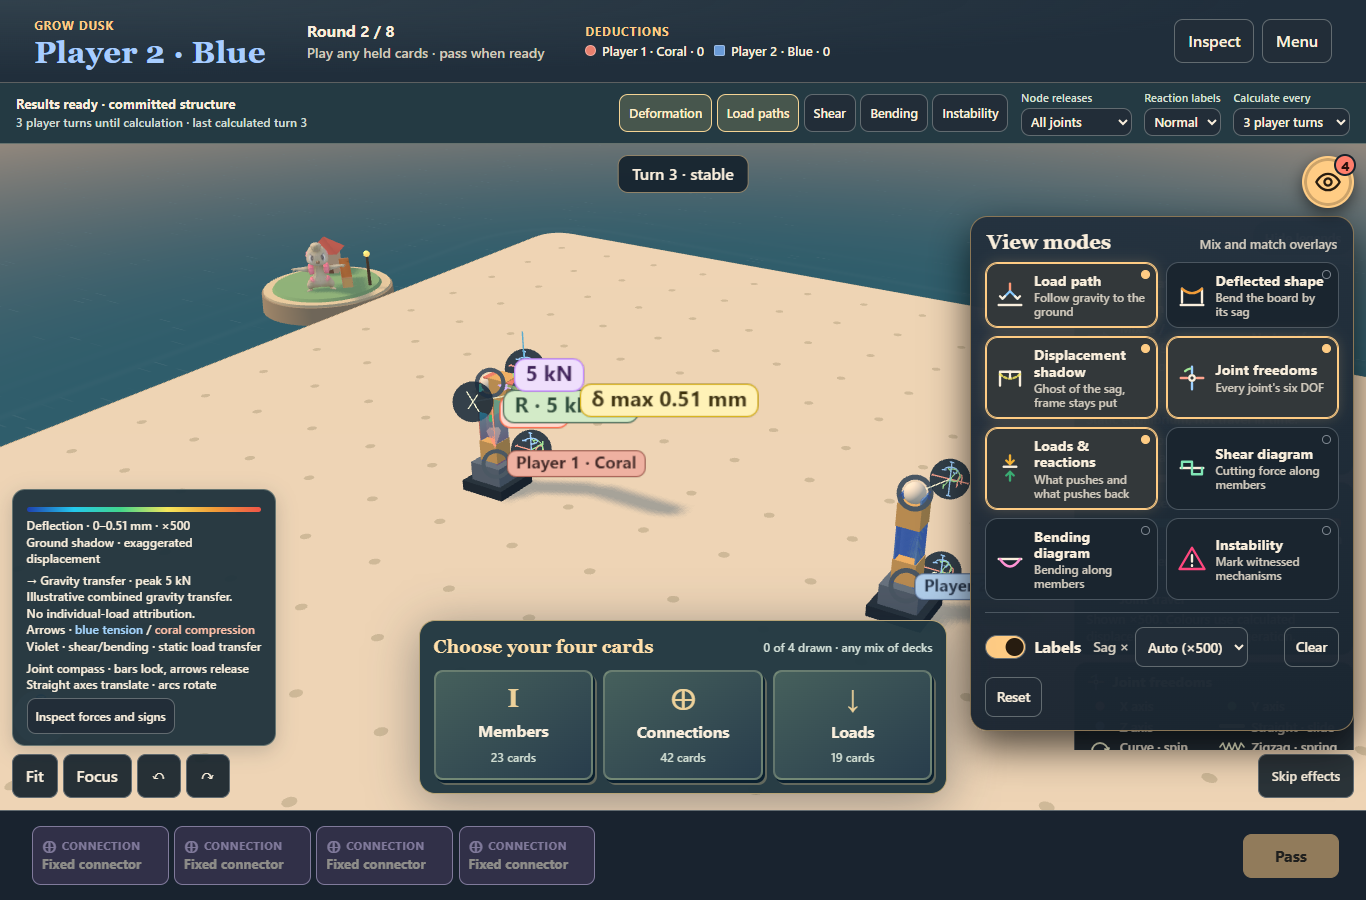 GROW DUSK
Player 2 · Blue
Round 2 / 8
Play any held cards · pass when ready
DEDUCTIONS
Player 1 · Coral · 0
Player 2 · Blue · 0
Inspect
Menu
Results ready · committed structure
3 player turns until calculation · last calculated turn 3
Deformation
Load paths
Shear
Bending
Instability
Node releases
All joints
Reaction labels
Normal
Calculate every
3 player turns
Turn 3 · stable
4
View modes
Mix and match overlays
Load path
Follow gravity to the
ground
Deflected shape
Bend the board by
its sag
Displacement
shadow
Ghost of the sag,
frame stays put
Joint freedoms
Every joint's six DOF
Loads &
reactions
What pushes and
what pushes back
Shear diagram
Cutting force along
members
Bending
diagram
Bending along
members
Instability
Mark witnessed
mechanisms
Labels
Sag ×
Auto (×500)
Clear
Reset
Curve · spin
Zigzag · spring
Skip effects
5 kN
R · 5
δ max 0.51 mm
Player 1 · Coral
Player
Deflection · 0–0.51 mm · ×500
Ground shadow · exaggerated
displacement
→ Gravity transfer · peak 5 kN
Illustrative combined gravity transfer.
No individual-load attribution.
Arrows · blue tension / coral compression
Violet · shear/bending · static load transfer
Joint compass · bars lock, arrows release
Straight axes translate · arcs rotate
Inspect forces and signs
Fit
Focus
Choose your four cards
0 of 4 drawn · any mix of decks
Members
23 cards
Connections
42 cards
Loads
19 cards
CONNECTION
Fixed connector
CONNECTION
Fixed connector
CONNECTION
Fixed connector
CONNECTION
Fixed connector
Pass